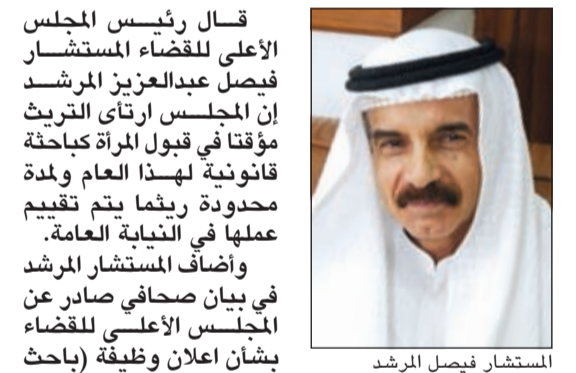 قال رئيس المجلس
الأعلى للقضاء المستشار
فيصل عبدالعزيز المرشد
إن المجلس ارتأى التريث
مؤقتا في قبول المرأة كباحثة
قانونية لهذا العام ولمدة
محدودة ريثما يتم تقييم
عملها في النيابة العامة.
وأضاف المستشار المرشد
في بيان صحافي صادر عن
المجلس الأعلى للقضاء
بشأن اعلان وظيفة (باحث
المستشار فيصل المرشد